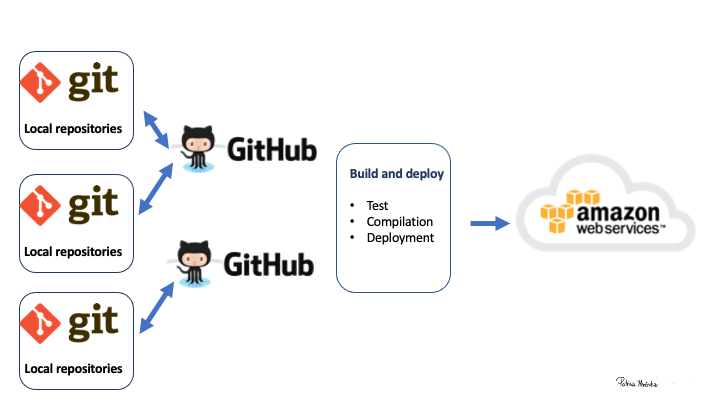 git
Local repositories
GitHub
git
Local repositories
GitHub
git
Local repositories
Build and deploy
• Test
• Compilation
• Deployment
amazon
web services™